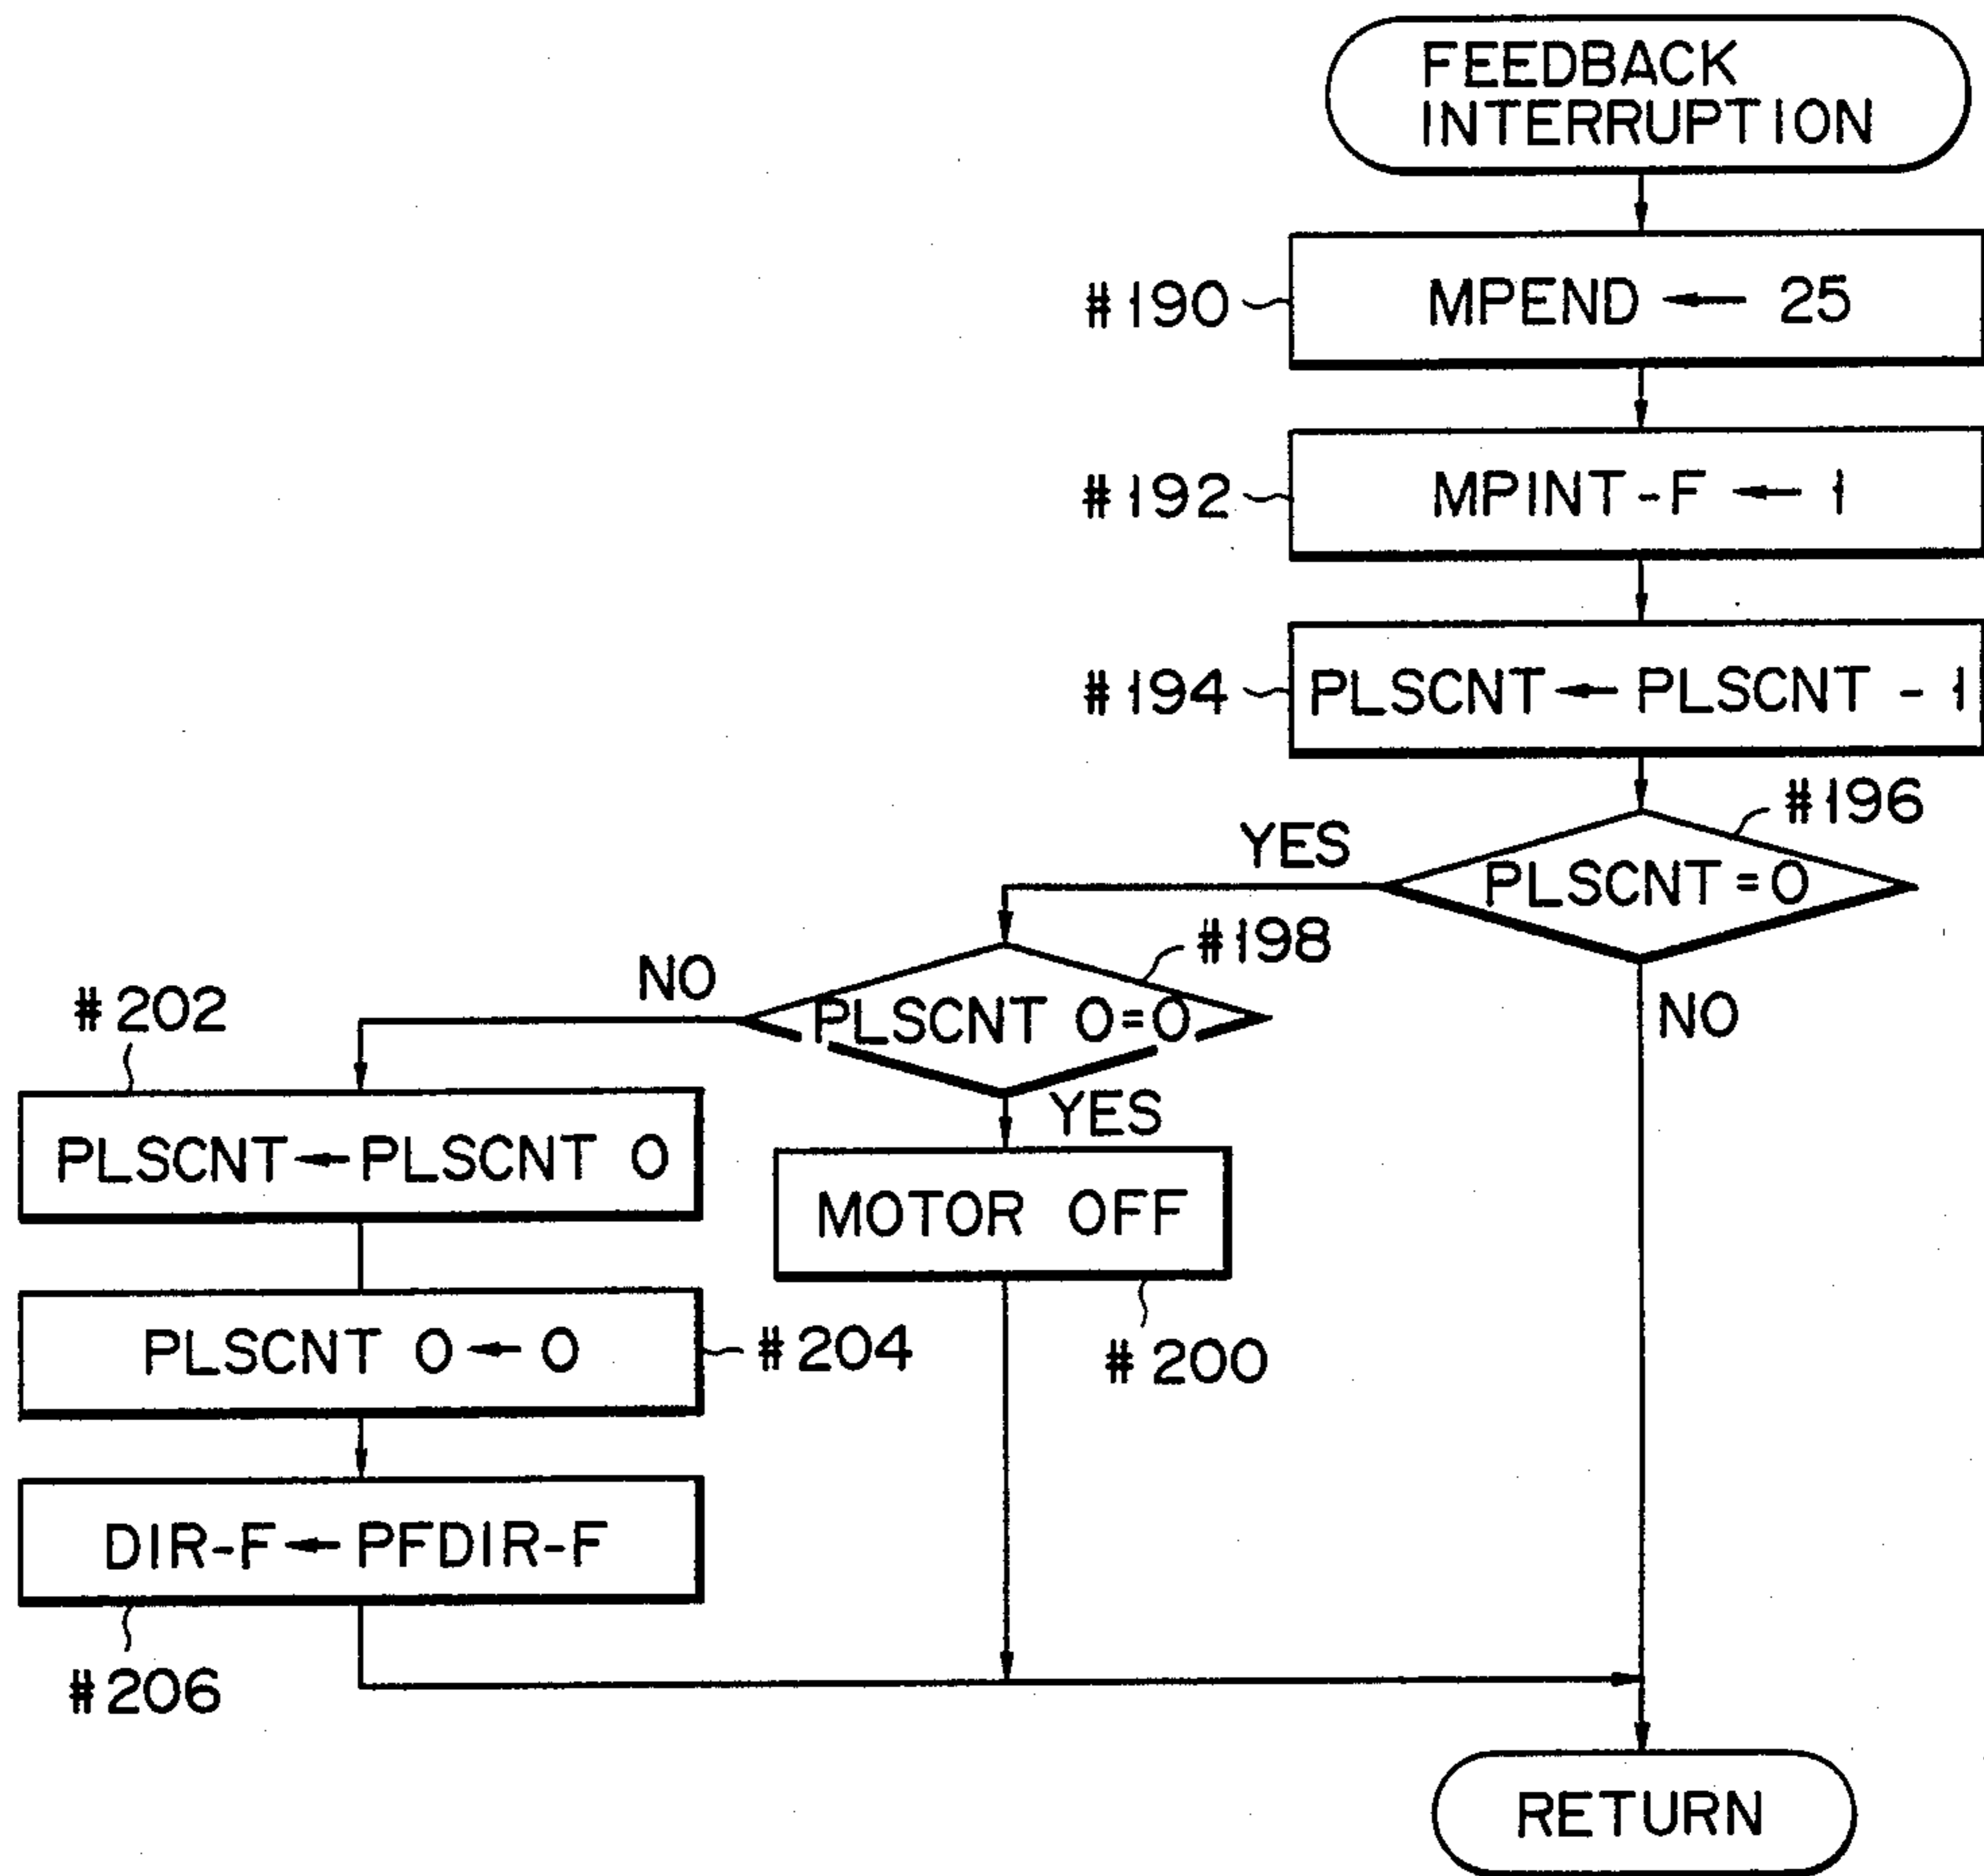 FEEDBACK
INTERRUPTION
#190
MPEND ← 25
#192
MPINT-F ← 1
#194
PLSCNT ← PLSCNT - 1
#196
PLSCNT = 0
YES
NO
#198
PLSCNT 0=0
NO
YES
#202
PLSCNT ← PLSCNT 0
MOTOR OFF
#200
PLSCNT 0 ← 0
#204
DIR-F ← PFDIR-F
#206
RETURN